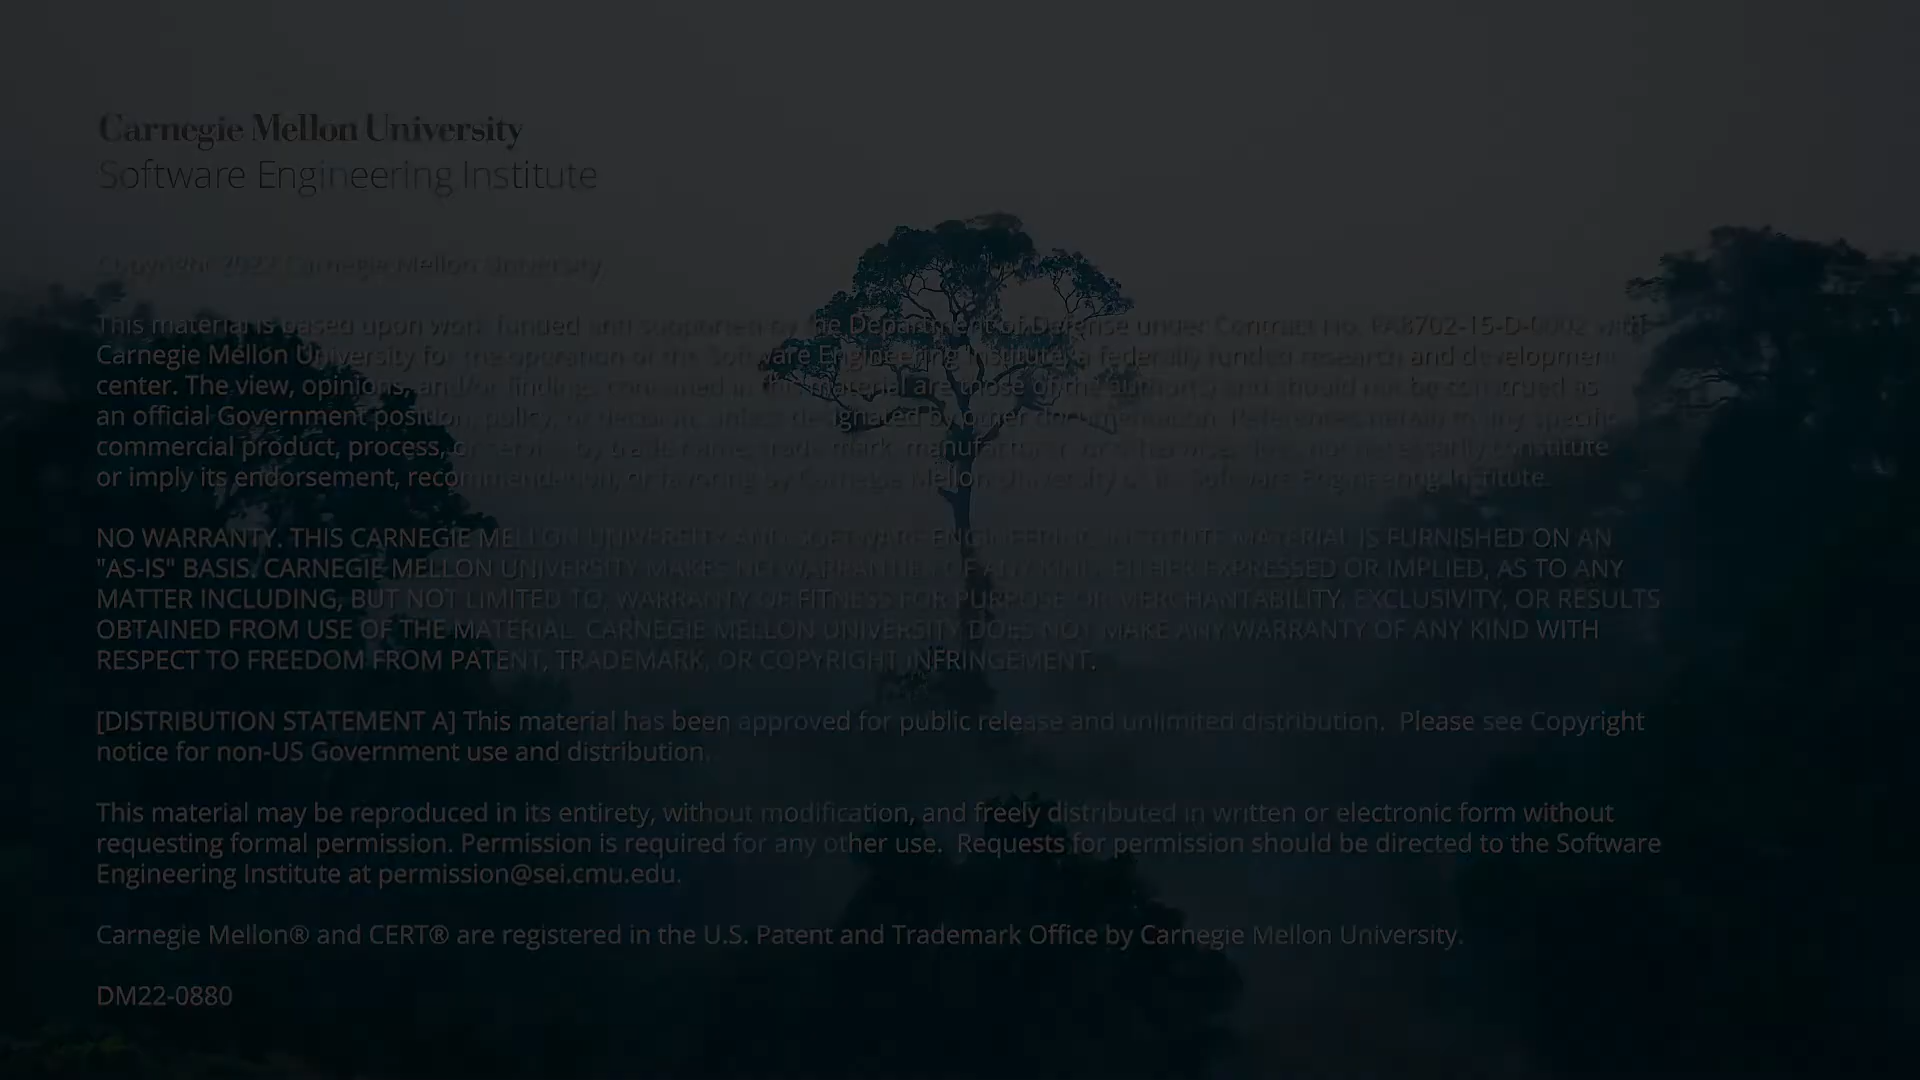 Carnegie Mellon University
Software Engineering Institute
Copyright 2022 Carnegie Mellon University
This material is based upon work funded and supported by the Department of Defense under Contract No. FA8702-15-D-0002 with
Carnegie Mellon University for the operation of the Software Engineering Institute, a federally funded research and development
center. The view, opinions, and/or findings contained in this material are those of the author(s) and should not be construed as
an official Government position, policy, or decision, unless designated by other documentation. References herein to any specific
commercial product, process, or service by trade name, trade mark, manufacturer, or otherwise, does not necessarily constitute
or imply its endorsement, recommendation, or favoring by Carnegie Mellon University or its Software Engineering Institute.
NO WARRANTY. THIS CARNEGIE MELLON UNIVERSITY AND SOFTWARE ENGINEERING INSTITUTE MATERIAL IS FURNISHED ON AN
"AS-IS" BASIS. CARNEGIE MELLON UNIVERSITY MAKES NO WARRANTIES OF ANY KIND, EITHER EXPRESSED OR IMPLIED, AS TO ANY
MATTER INCLUDING, BUT NOT LIMITED TO, WARRANTY OF FITNESS FOR PURPOSE OR MERCHANTABILITY, EXCLUSIVITY, OR RESULTS
OBTAINED FROM USE OF THE MATERIAL. CARNEGIE MELLON UNIVERSITY DOES NOT MAKE ANY WARRANTY OF ANY KIND WITH
RESPECT TO FREEDOM FROM PATENT, TRADEMARK, OR COPYRIGHT INFRINGEMENT.
[DISTRIBUTION STATEMENT A] This material has been approved for public release and unlimited distribution.  Please see Copyright
notice for non-US Government use and distribution.
This material may be reproduced in its entirety, without modification, and freely distributed in written or electronic form without
requesting formal permission. Permission is required for any other use.  Requests for permission should be directed to the Software
Engineering Institute at permission@sei.cmu.edu.
Carnegie Mellon® and CERT® are registered in the U.S. Patent and Trademark Office by Carnegie Mellon University.
DM22-0880